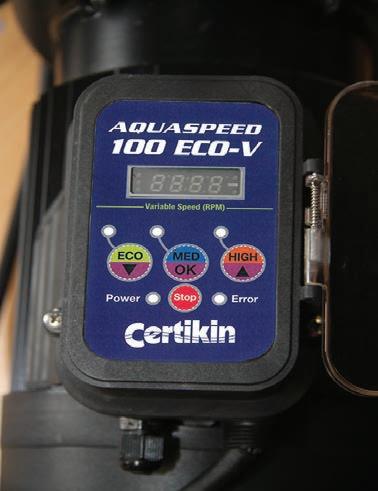 AQUASPEED
100 ECO-V
Variable Speed (RPM)
ECO MED OK HIGH
Power Stop Error
Certikin